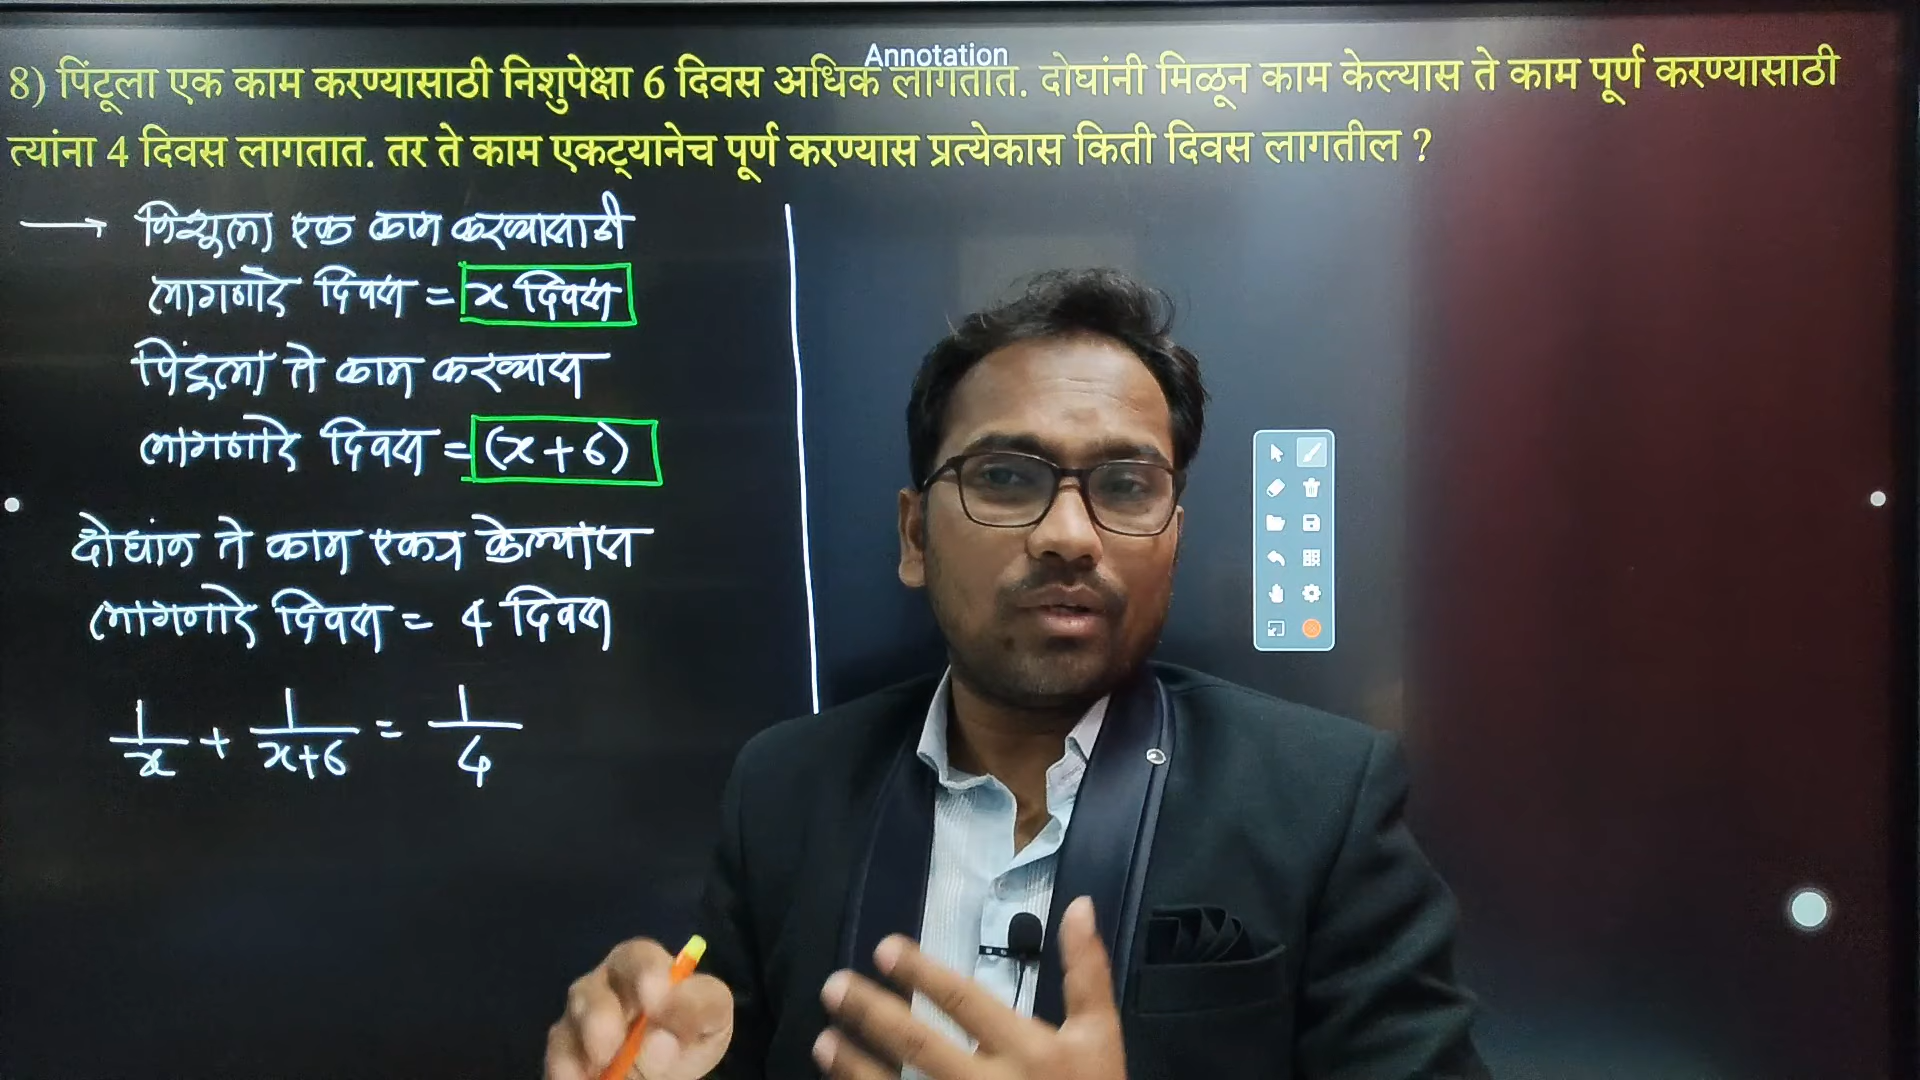 Annotation
8) पिंटूला एक काम करण्यासाठी निशुपेक्षा 6 दिवस अधिक लागतात. दोघांनी मिळून काम केल्यास ते काम पूर्ण करण्यासाठी
त्यांना 4 दिवस लागतात. तर ते काम एकट्यानेच पूर्ण करण्यास प्रत्येकास किती दिवस लागतील ?
→ निशुला एक काम करण्यासाठी
लागणारे दिवस = x दिवस
पिंटुला ते काम करण्यास
लागणारे दिवस = (x+6)
दोघांन ते काम एकत्र केल्यास
लागणारे दिवस = 4 दिवस
1/x + 1/x+6 = 1/4